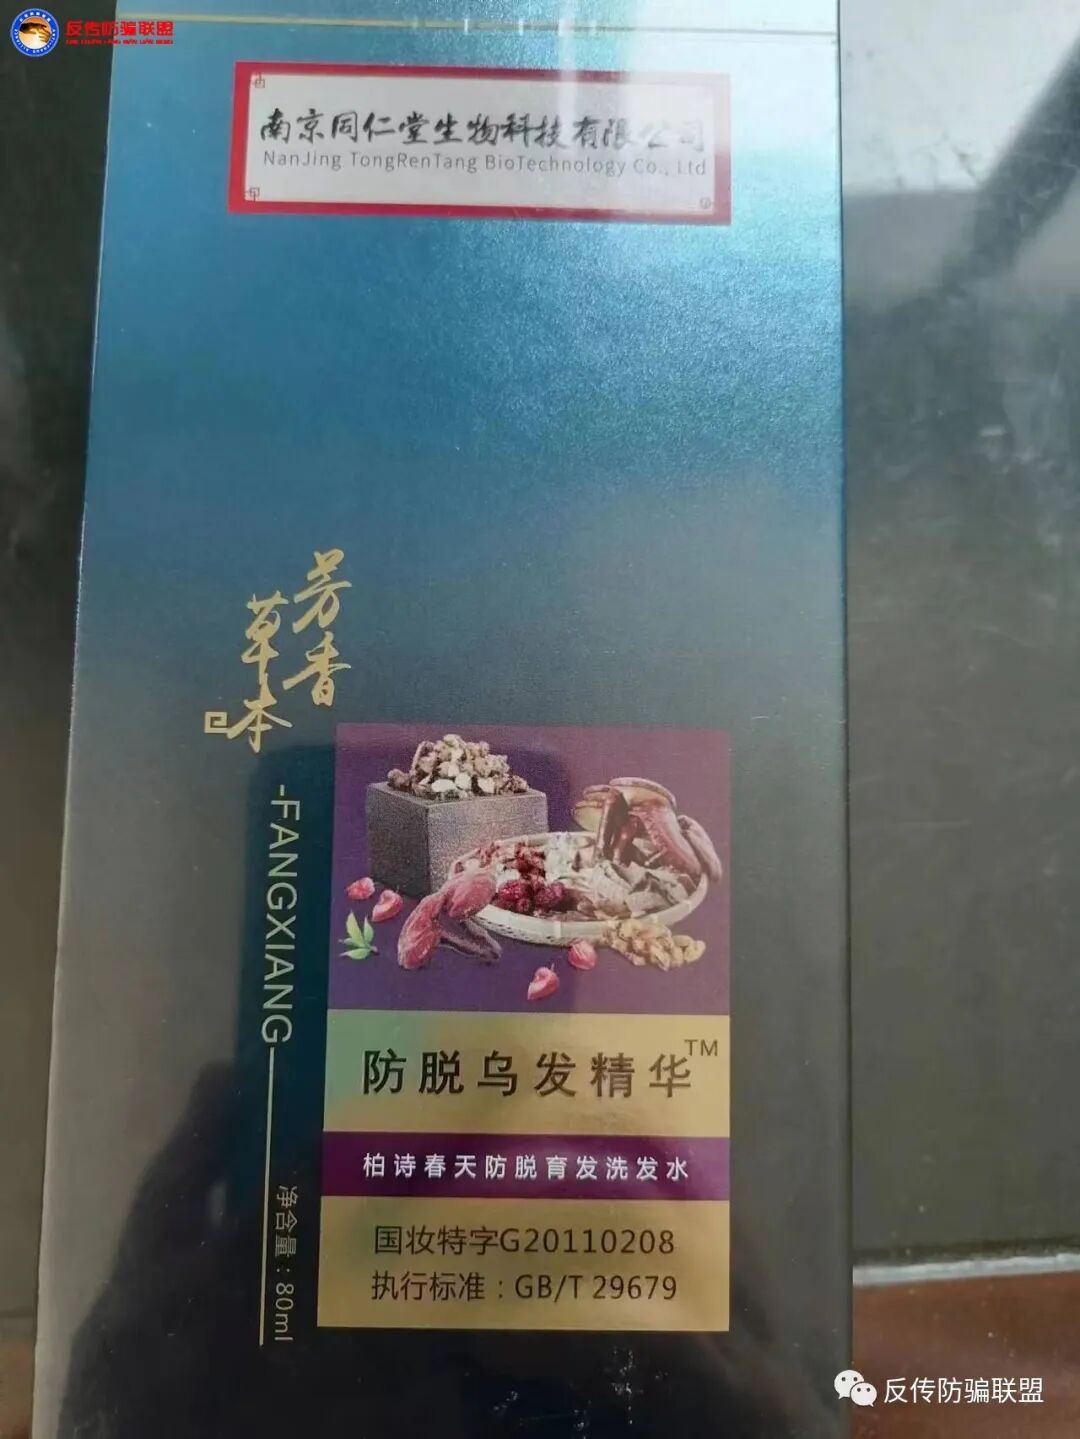 反传防骗联盟
南京同仁堂生物科技有限公司
NanJing TongRenTang BioTechnology Co., Ltd
芳香
草本
-FANGXIANG
净含量：80ml
防脱乌发精华TM
柏诗春天防脱育发洗发水
国妆特字G20110208
执行标准：GB/T 29679
反传防骗联盟